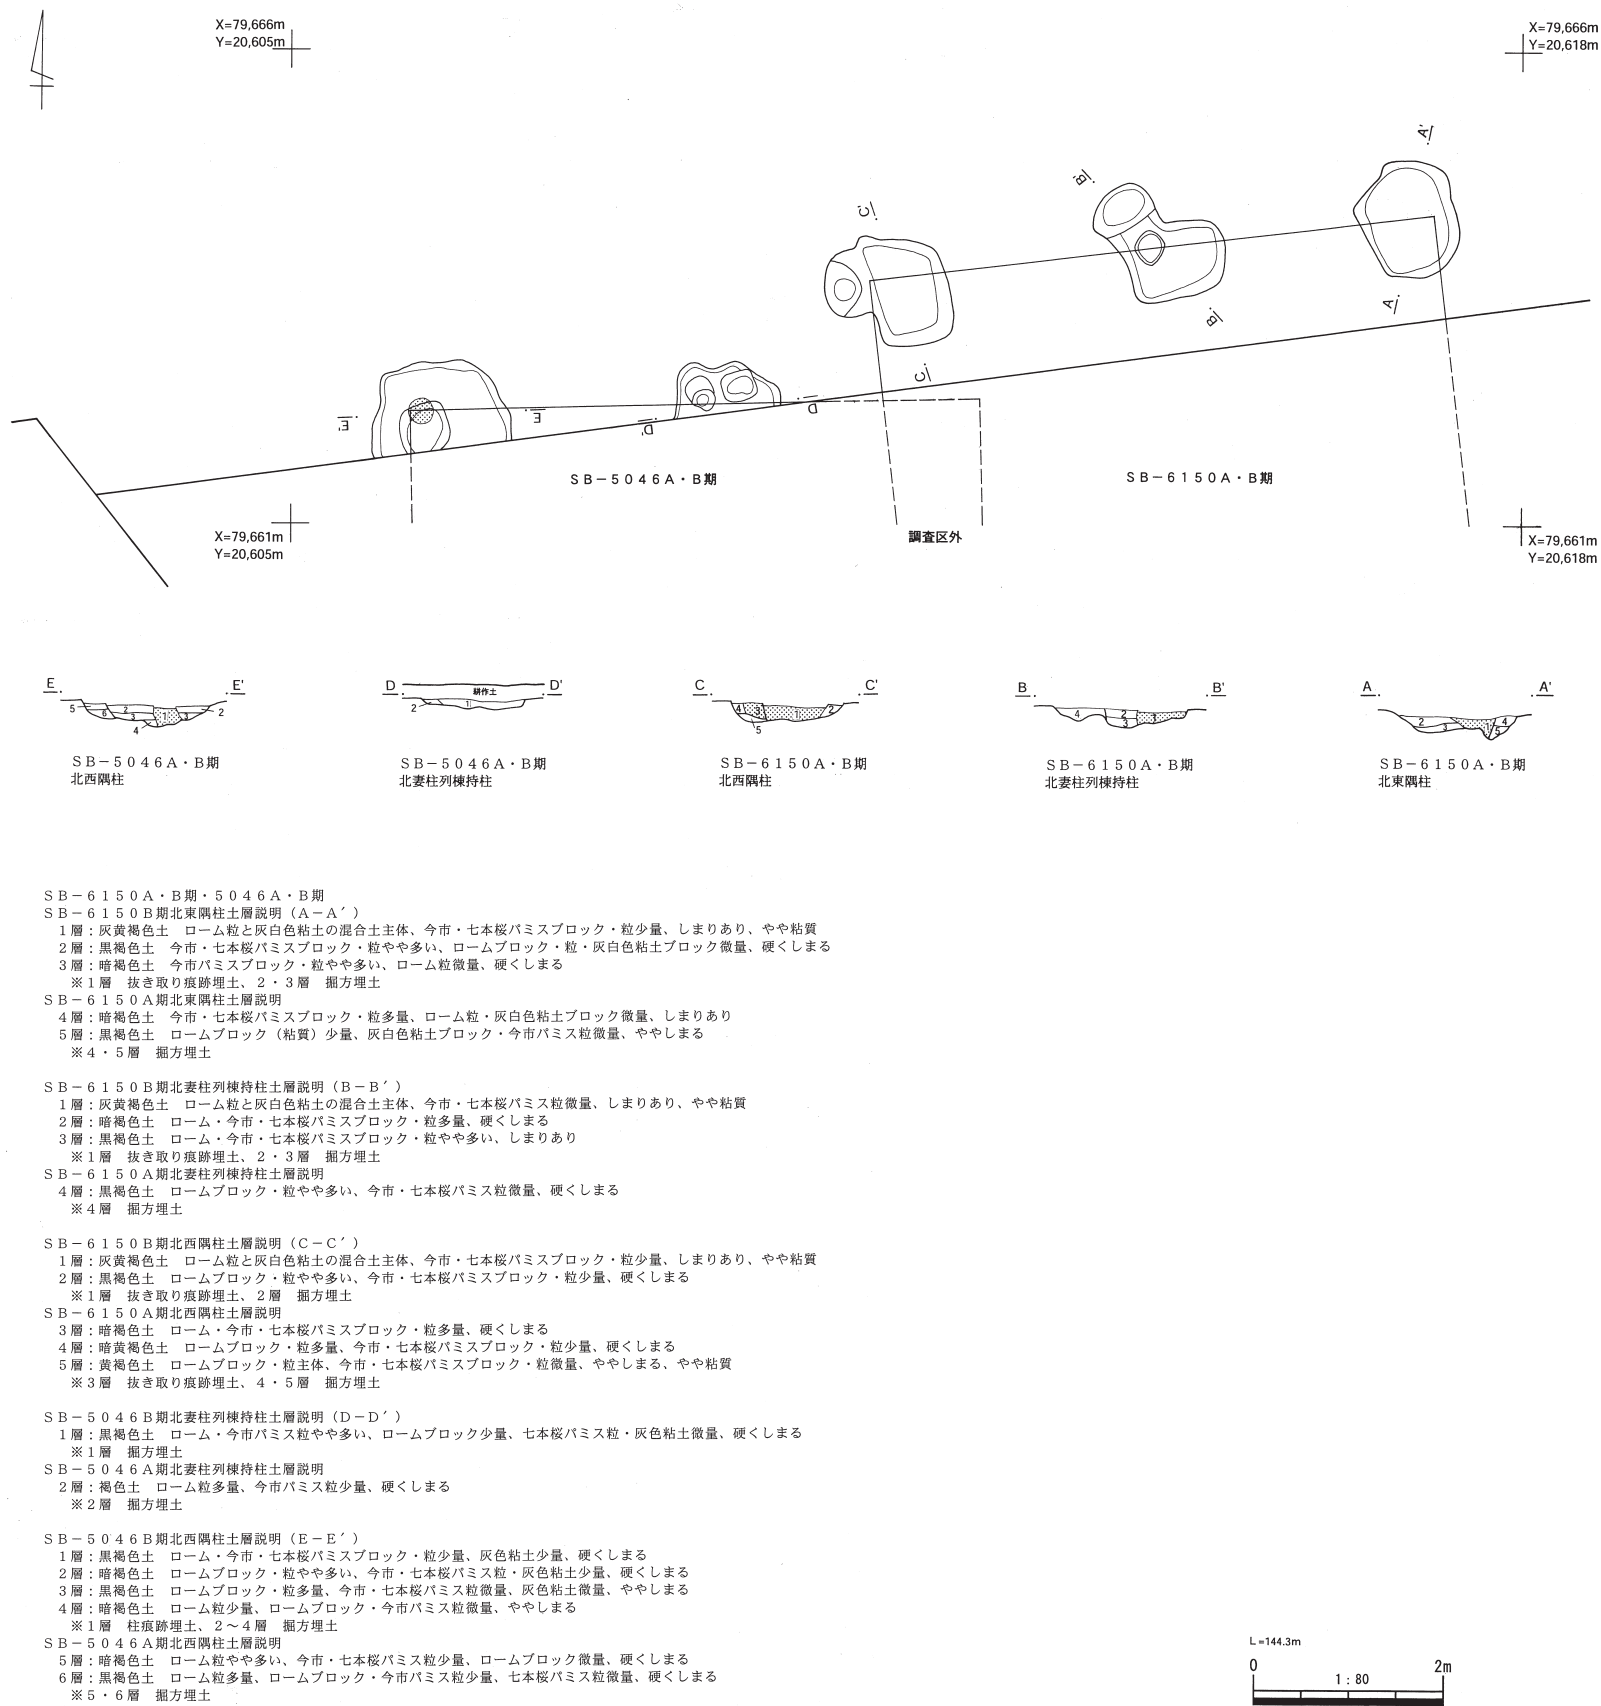 X=79,666m
Y=20,605m
X=79,666m
Y=20,618m
A'
B'
C'
A
B
C
E'
E
D'
D
SB－5046A・B期
SB－6150A・B期
調査区外
X=79,661m
Y=20,605m
X=79,661m
Y=20,618m
E E'
5 6 2 3 1 3 2 4
SB－5046A・B期
北西隅柱
D D'
耕作土
2 1
SB－5046A・B期
北妻柱列棟持柱
C C'
4 3 1 2 5
SB－6150A・B期
北西隅柱
B B'
4 2 3 1
SB－6150A・B期
北妻柱列棟持柱
A A'
2 3 1 4 5
SB－6150A・B期
北東隅柱
SB－6150A・B期・5046A・B期
SB－6150B期北東隅柱土層説明（A－A′）
1層：灰黄褐色土　ローム粒と灰白色粘土の混合土主体、今市・七本桜パミスブロック・粒少量、しまりあり、やや粘質
2層：黒褐色土　今市・七本桜パミスブロック・粒やや多い、ロームブロック・粒・灰白色粘土ブロック微量、硬くしまる
3層：暗褐色土　今市パミスブロック・粒やや多い、ローム粒微量、硬くしまる
※1層　抜き取り痕跡埋土、2・3層　掘方埋土
SB－6150A期北東隅柱土層説明
4層：暗褐色土　今市・七本桜パミスブロック・粒多量、ローム粒・灰白色粘土ブロック微量、しまりあり
5層：黒褐色土　ロームブロック（粘質）少量、灰白色粘土ブロック・今市パミス粒微量、ややしまる
※4・5層　掘方埋土
SB－6150B期北妻柱列棟持柱土層説明（B－B′）
1層：灰黄褐色土　ローム粒と灰白色粘土の混合土主体、今市・七本桜パミス粒微量、しまりあり、やや粘質
2層：暗褐色土　ローム・今市・七本桜パミスブロック・粒多量、硬くしまる
3層：黒褐色土　ローム・今市・七本桜パミスブロック・粒やや多い、しまりあり
※1層　抜き取り痕跡埋土、2・3層　掘方埋土
SB－6150A期北妻柱列棟持柱土層説明
4層：黒褐色土　ロームブロック・粒やや多い、今市・七本桜パミス粒微量、硬くしまる
※4層　掘方埋土
SB－6150B期北西隅柱土層説明（C－C′）
1層：灰黄褐色土　ローム粒と灰白色粘土の混合土主体、今市・七本桜パミスブロック・粒少量、しまりあり、やや粘質
2層：黒褐色土　ロームブロック・粒やや多い、今市・七本桜パミスブロック・粒少量、硬くしまる
※1層　抜き取り痕跡埋土、2層　掘方埋土
SB－6150A期北西隅柱土層説明
3層：暗褐色土　ローム・今市・七本桜パミスブロック・粒多量、硬くしまる
4層：暗黄褐色土　ロームブロック・粒多量、今市・七本桜パミスブロック・粒少量、硬くしまる
5層：黄褐色土　ロームブロック・粒主体、今市・七本桜パミスブロック・粒微量、ややしまる、やや粘質
※3層　抜き取り痕跡埋土、4・5層　掘方埋土
SB－5046B期北妻柱列棟持柱土層説明（D－D′）
1層：黒褐色土　ローム・今市パミス粒やや多い、ロームブロック少量、七本桜パミス粒・灰色粘土微量、硬くしまる
※1層　掘方埋土
SB－5046A期北妻柱列棟持柱土層説明
2層：褐色土　ローム粒多量、今市パミス粒少量、硬くしまる
※2層　掘方埋土
SB－5046B期北西隅柱土層説明（E－E′）
1層：黒褐色土　ローム・今市・七本桜パミスブロック・粒少量、灰色粘土少量、硬くしまる
2層：暗褐色土　ロームブロック・粒やや多い、今市・七本桜パミス粒・灰色粘土少量、硬くしまる
3層：黒褐色土　ロームブロック・粒多量、今市・七本桜パミス粒微量、灰色粘土微量、ややしまる
4層：暗褐色土　ローム粒少量、ロームブロック・今市パミス粒微量、ややしまる
※1層　柱痕跡埋土、2～4層　掘方埋土
SB－5046A期北西隅柱土層説明
5層：暗褐色土　ローム粒やや多い、今市・七本桜パミス粒少量、ロームブロック微量、硬くしまる
6層：黒褐色土　ローム粒多量、ロームブロック・今市パミス粒少量、七本桜パミス粒微量、硬くしまる
※5・6層　掘方埋土
L=144.3m
0 2m
1：80